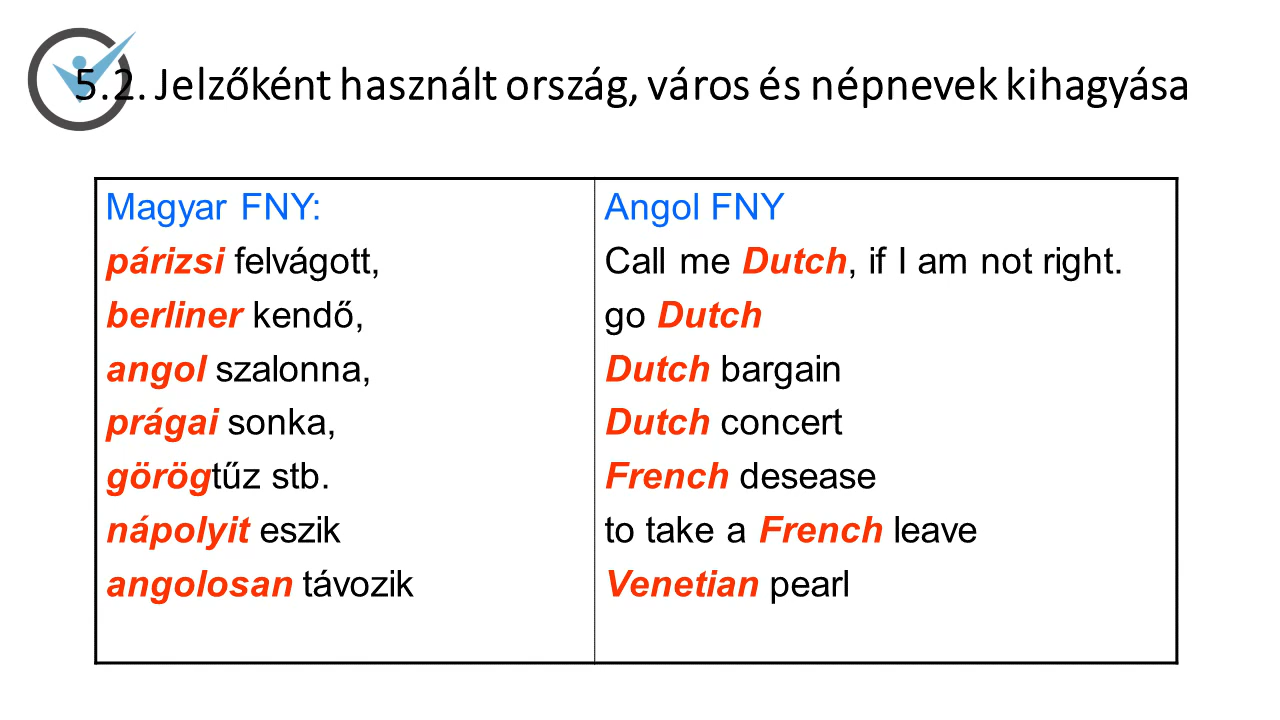 5.2. Jelzőként használt ország, város és népnevek kihagyása
Magyar FNY:
párizsi felvágott,
berliner kendő,
angol szalonna,
prágai sonka,
görögtűz stb.
nápolyit eszik
angolosan távozik
Angol FNY
Call me Dutch, if I am not right.
go Dutch
Dutch bargain
Dutch concert
French desease
to take a French leave
Venetian pearl